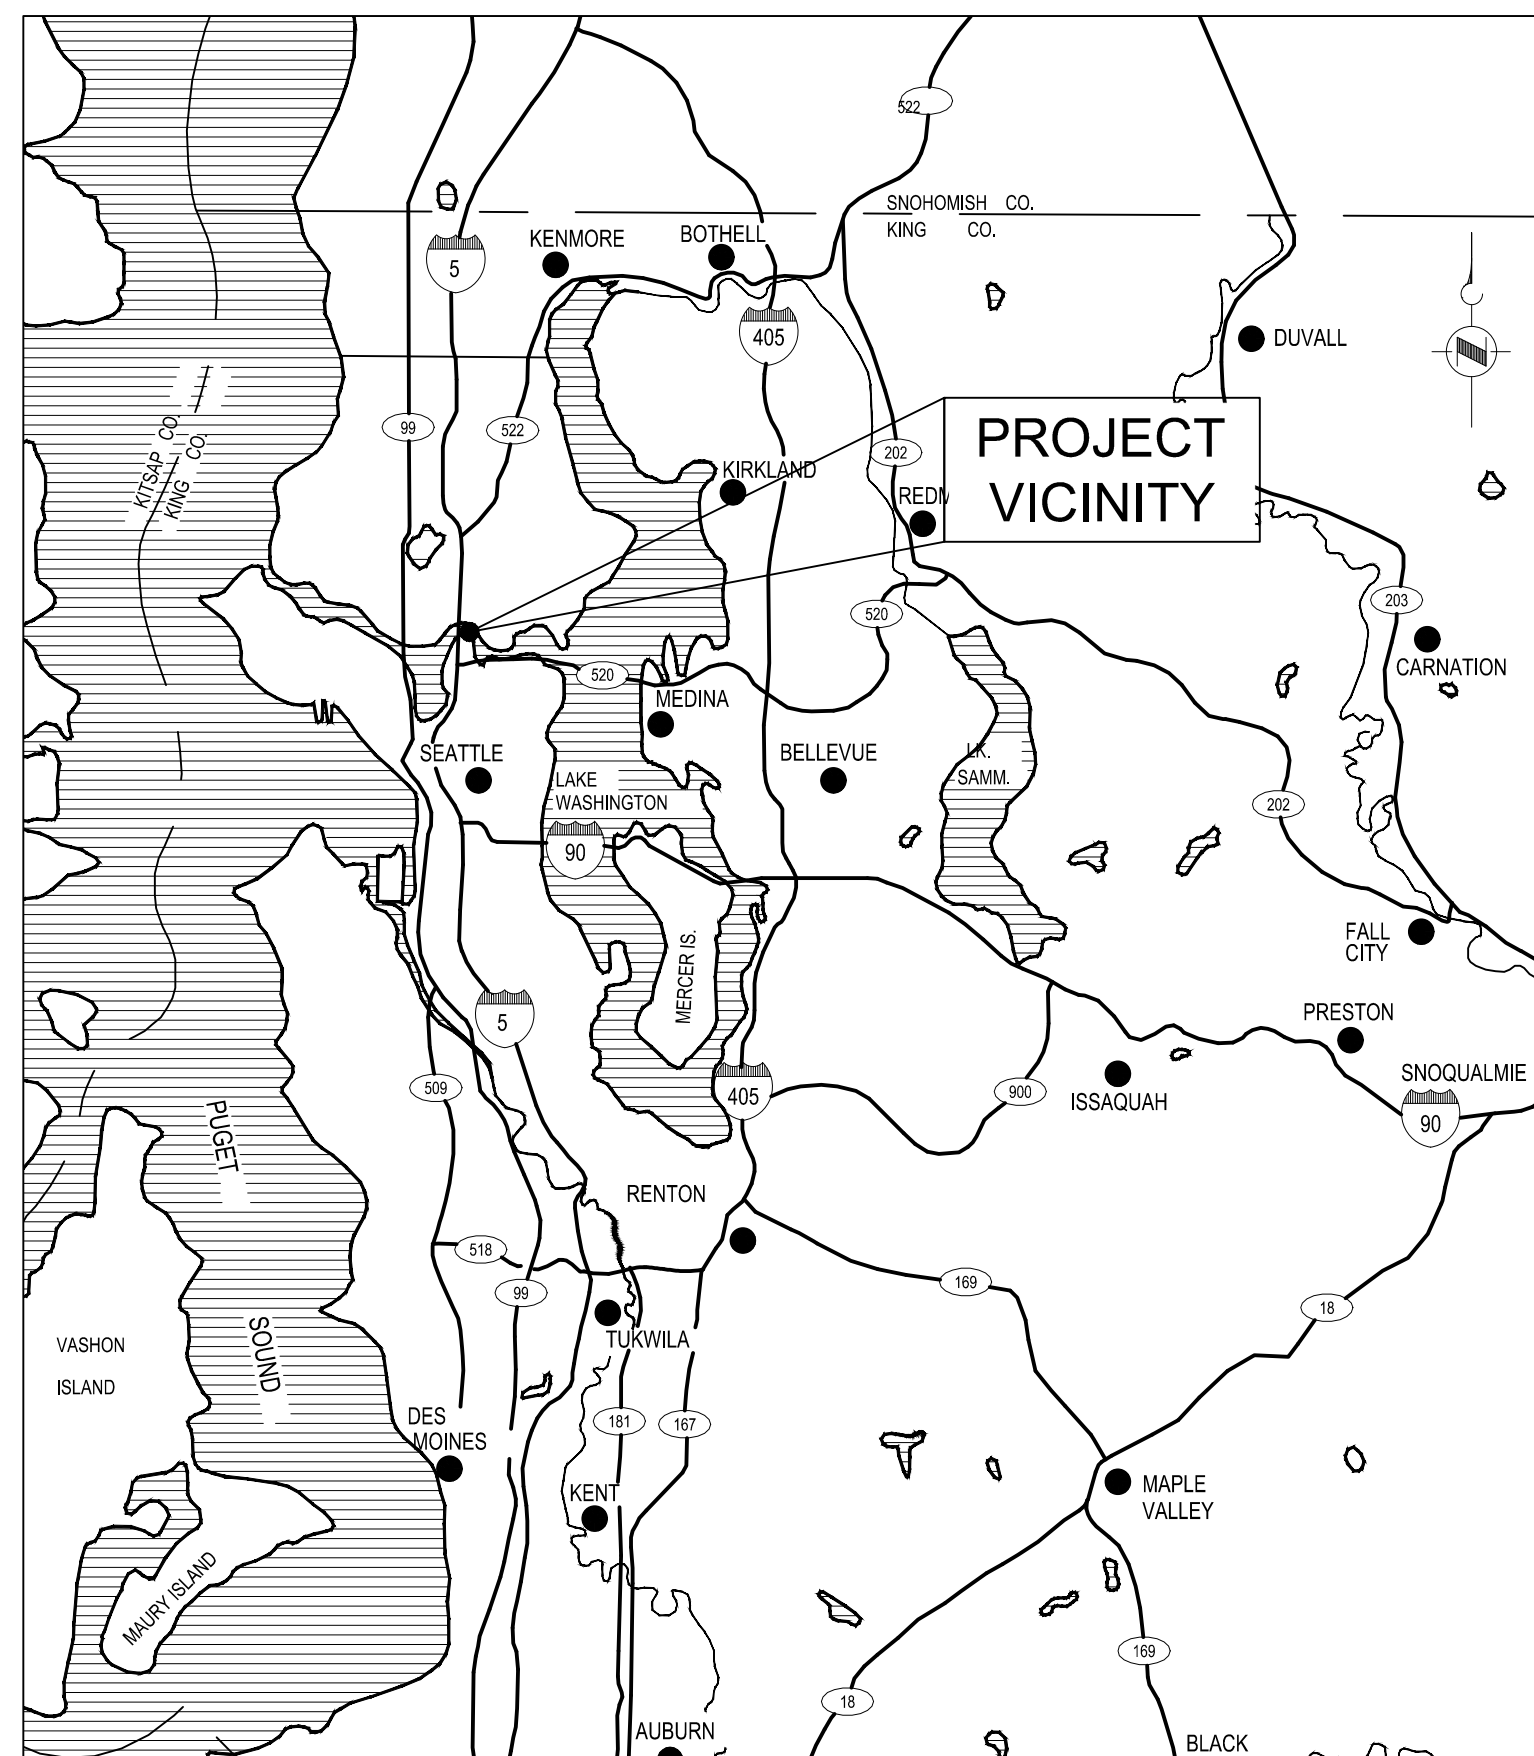 522
SNOHOMISH CO.
KING CO.
KENMORE
BOTHELL
5
405
DUVALL
KITSAP CO.
KING CO.
99
522
202
PROJECT
VICINITY
KIRKLAND
REDM
203
520
CARNATION
520
MEDINA
SEATTLE
BELLEVUE
LK.
SAMM.
LAKE
WASHINGTON
202
90
MERCER IS.
FALL
CITY
5
PRESTON
509
405
900
ISSAQUAH
SNOQUALMIE
90
PUGET
SOUND
RENTON
518
99
169
18
TUKWILA
VASHON
ISLAND
DES
MOINES
181
167
KENT
MAPLE
VALLEY
MAURY ISLAND
169
18
AUBURN
BLACK